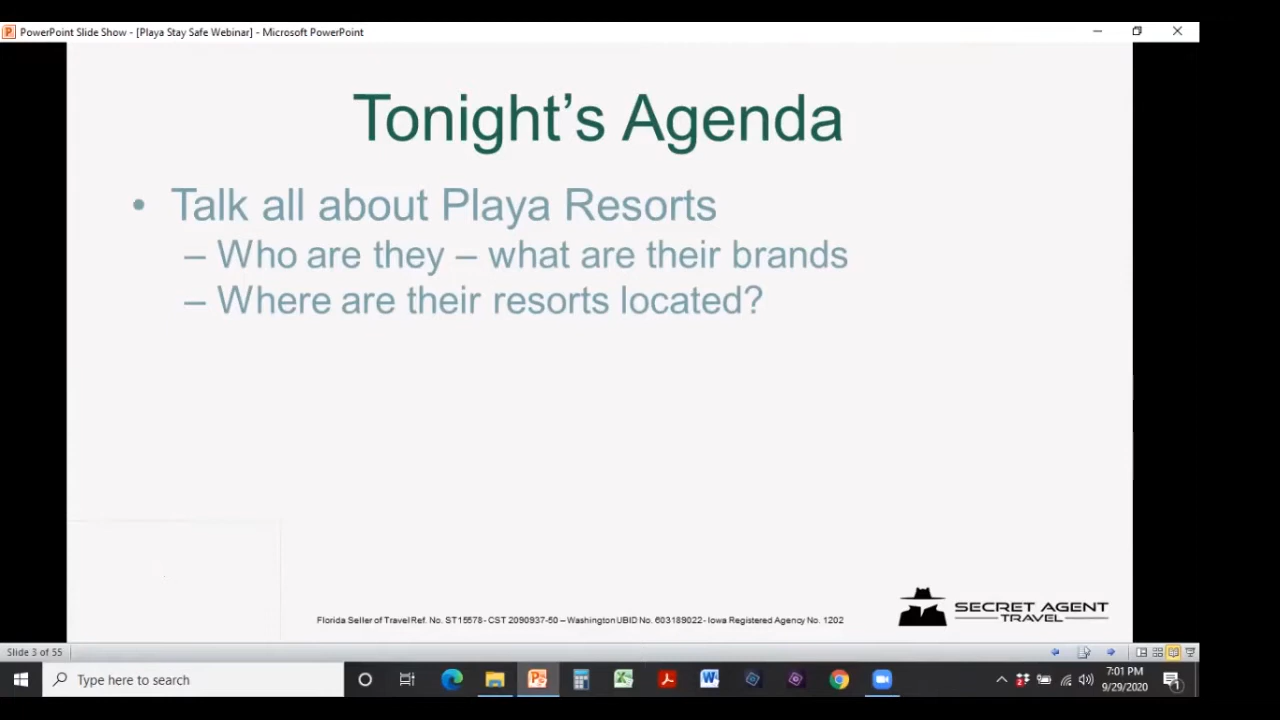 PowerPoint Slide Show - [Playa Stay Safe Webinar] - Microsoft PowerPoint
Tonight's Agenda
• Talk all about Playa Resorts
– Who are they – what are their brands
– Where are their resorts located?
Florida Seller of Travel Ref. No. ST15578- CST 2090937-50 – Washington UBID No. 603189022- Iowa Registered Agency No. 1202
SECRET AGENT
TRAVEL
Slide 3 of 55
Type here to search
7:01 PM
9/29/2020
1